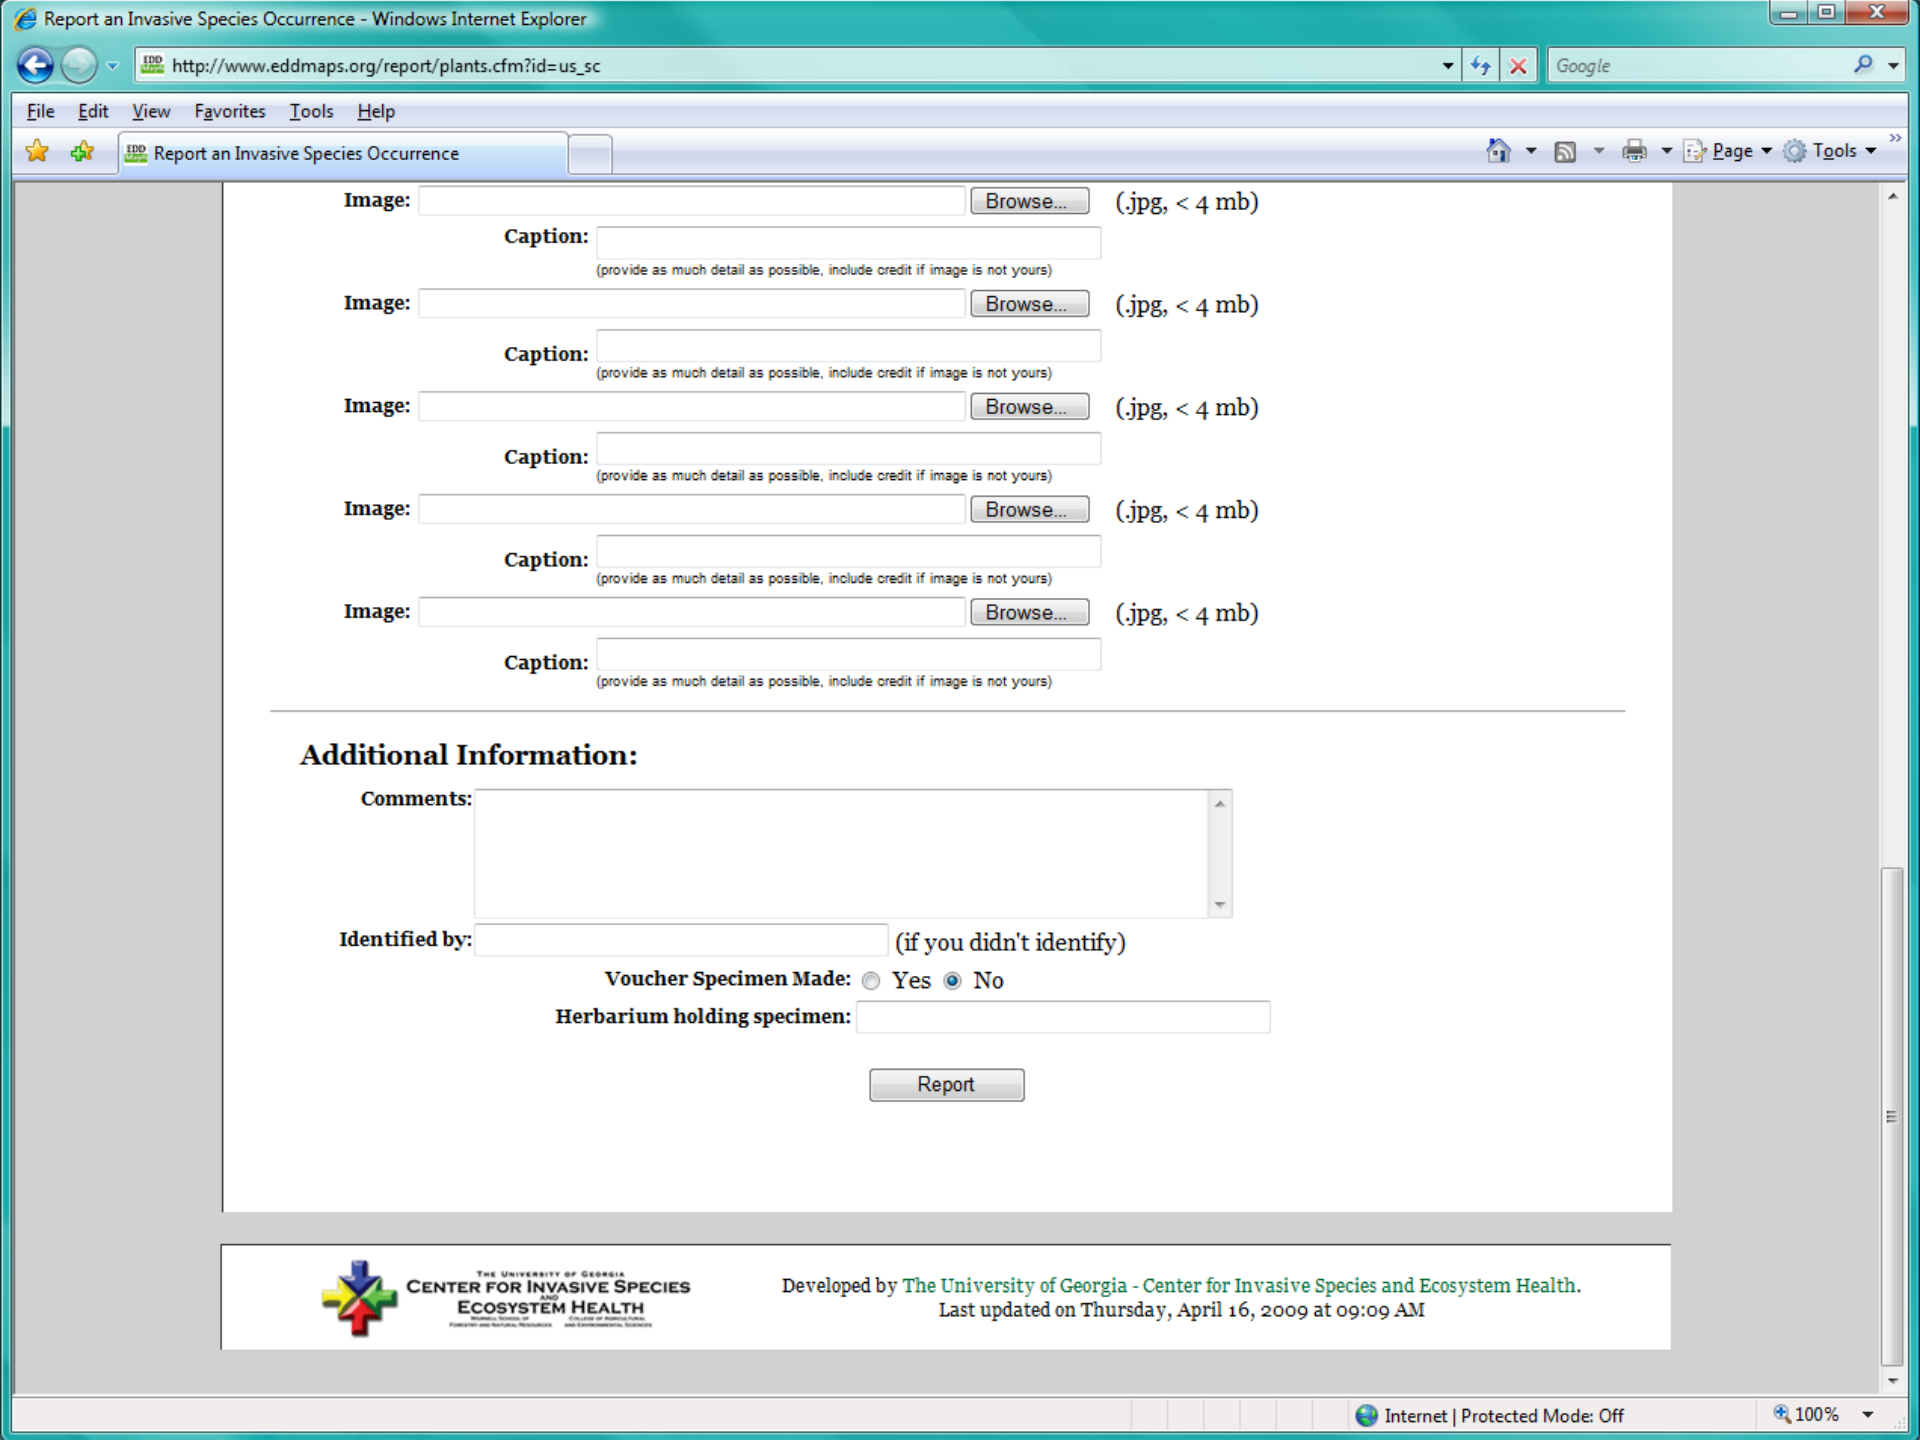 Report an Invasive Species Occurrence - Windows Internet Explorer
http://www.eddmaps.org/report/plants.cfm?id=us_sc
Google
File Edit View Favorites Tools Help
Report an Invasive Species Occurrence
Page Tools
Image: Browse... (.jpg, < 4 mb)
Caption:
(provide as much detail as possible, include credit if image is not yours)
Image: Browse... (.jpg, < 4 mb)
Caption:
(provide as much detail as possible, include credit if image is not yours)
Image: Browse... (.jpg, < 4 mb)
Caption:
(provide as much detail as possible, include credit if image is not yours)
Image: Browse... (.jpg, < 4 mb)
Caption:
(provide as much detail as possible, include credit if image is not yours)
Image: Browse... (.jpg, < 4 mb)
Caption:
(provide as much detail as possible, include credit if image is not yours)
Additional Information:
Comments:
Identified by: (if you didn't identify)
Voucher Specimen Made: Yes No
Herbarium holding specimen:
Report
THE UNIVERSITY OF GEORGIA
CENTER FOR INVASIVE SPECIES
AND
ECOSYSTEM HEALTH
Developed by The University of Georgia - Center for Invasive Species and Ecosystem Health.
Last updated on Thursday, April 16, 2009 at 09:09 AM
Internet | Protected Mode: Off
100%